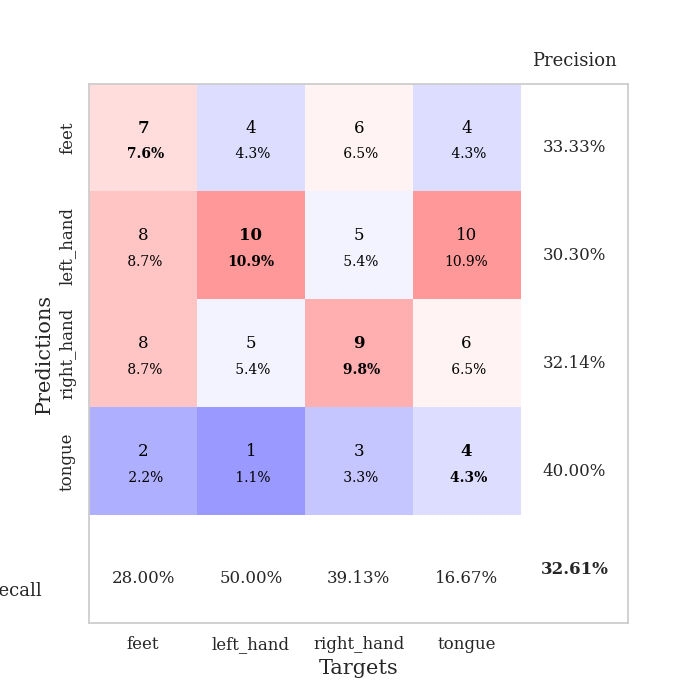 Precision
feet 7 4 6 4 33.33%
7.6% 4.3% 6.5% 4.3%
left_hand 8 10 5 10 30.30%
8.7% 10.9% 5.4% 10.9%
Predictions
right_hand 8 5 9 6 32.14%
8.7% 5.4% 9.8% 6.5%
tongue 2 1 3 4 40.00%
2.2% 1.1% 3.3% 4.3%
ecall 28.00% 50.00% 39.13% 16.67% 32.61%
feet left_hand right_hand tongue
Targets